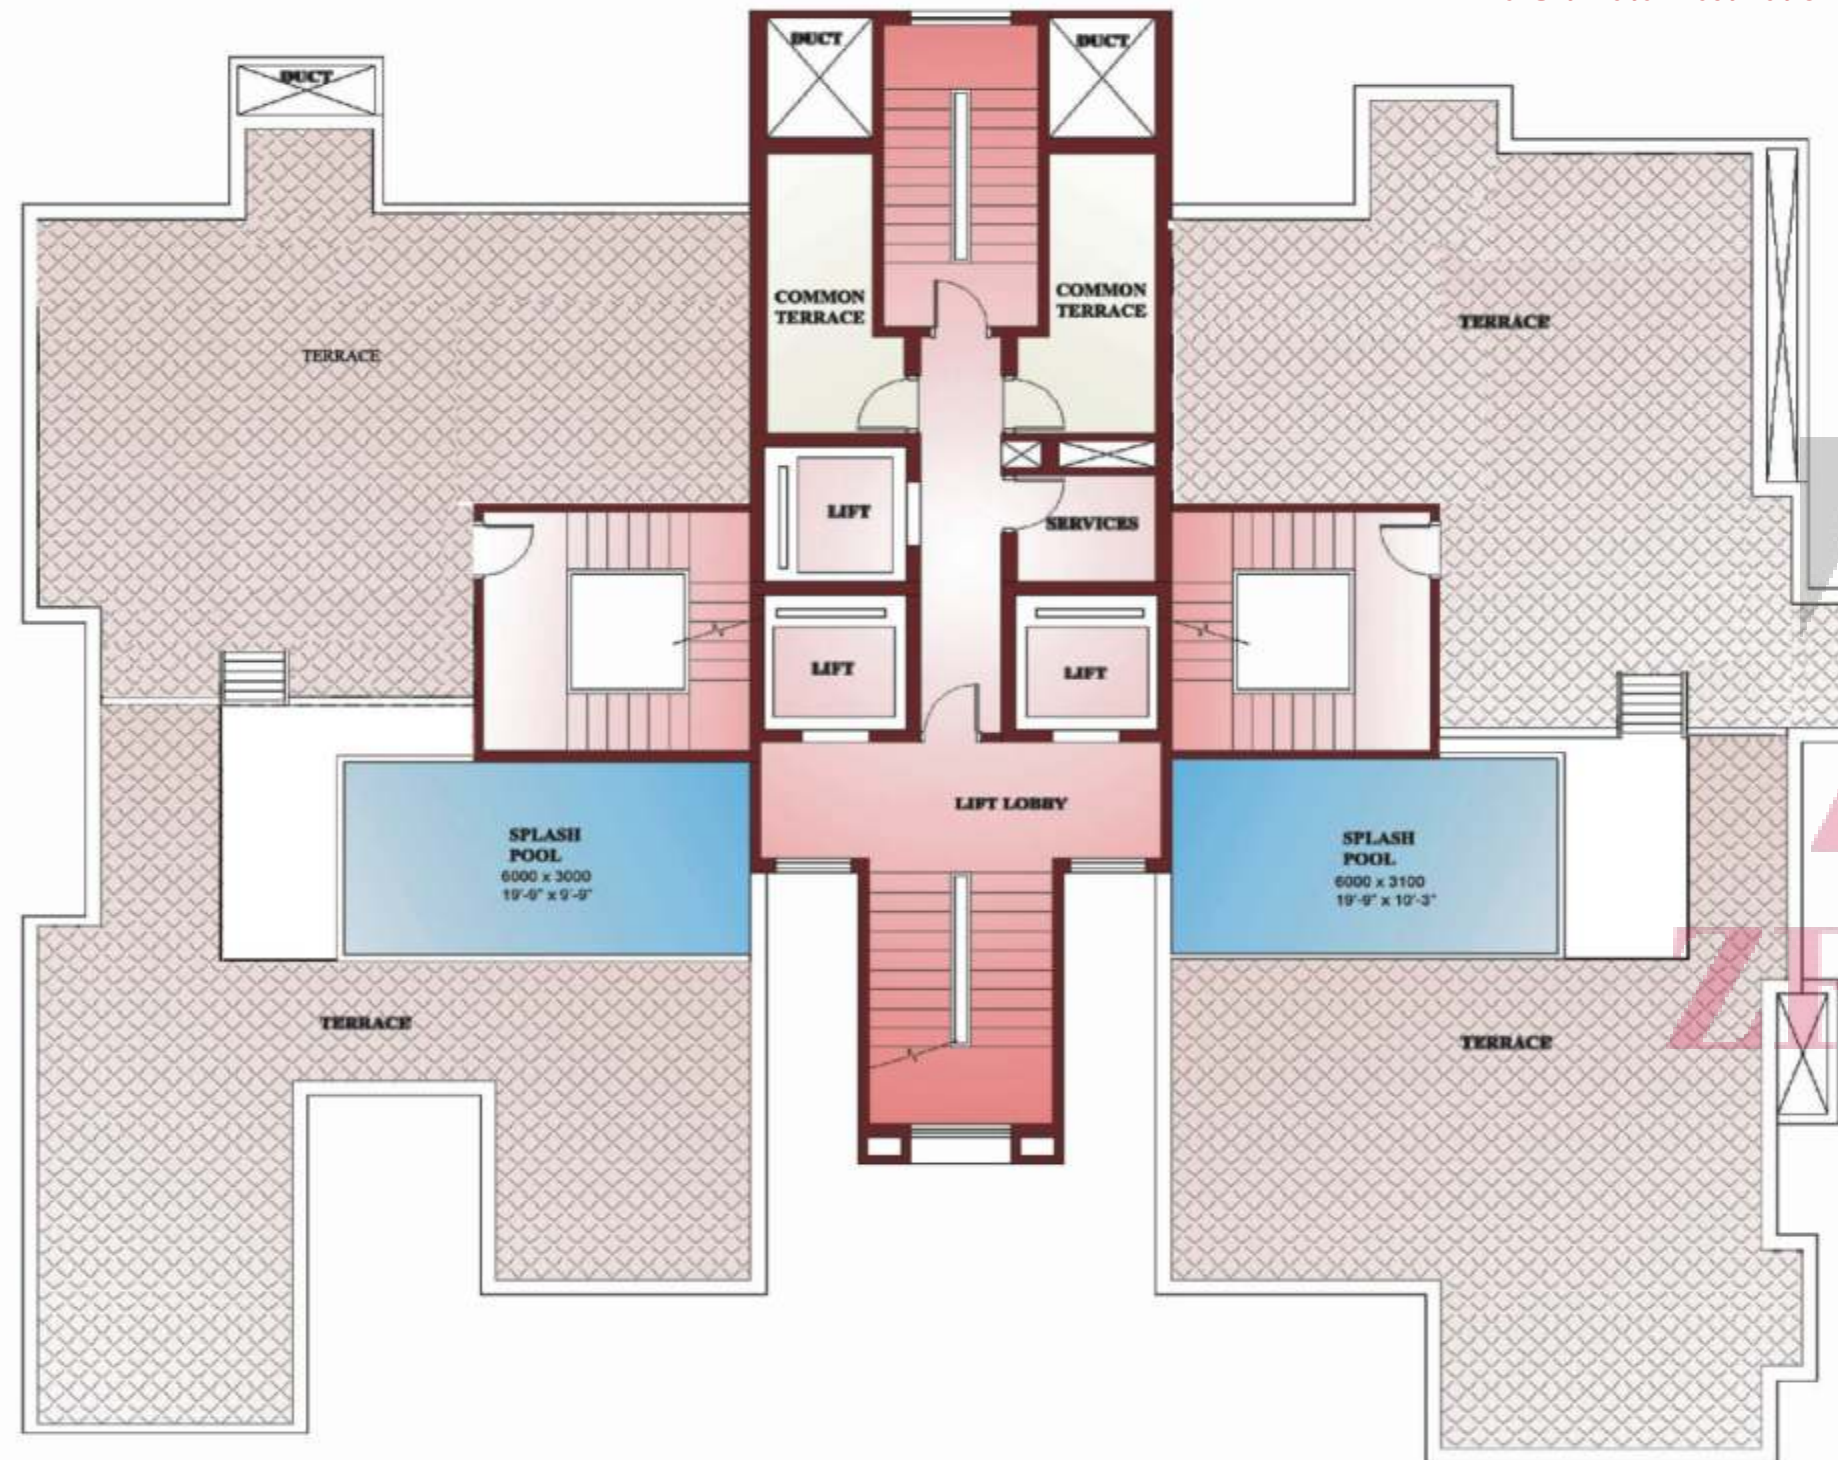 DUCT
DUCT
DUCT
COMMON
TERRACE
COMMON
TERRACE
TERRACE
TERRACE
LIFT
SERVICES
LIFT
LIFT
LIFT LOBBY
SPLASH
POOL
6000 x 3000
19'-9" x 9'-9"
SPLASH
POOL
6000 x 3100
19'-9" x 10'-3"
TERRACE
TERRACE